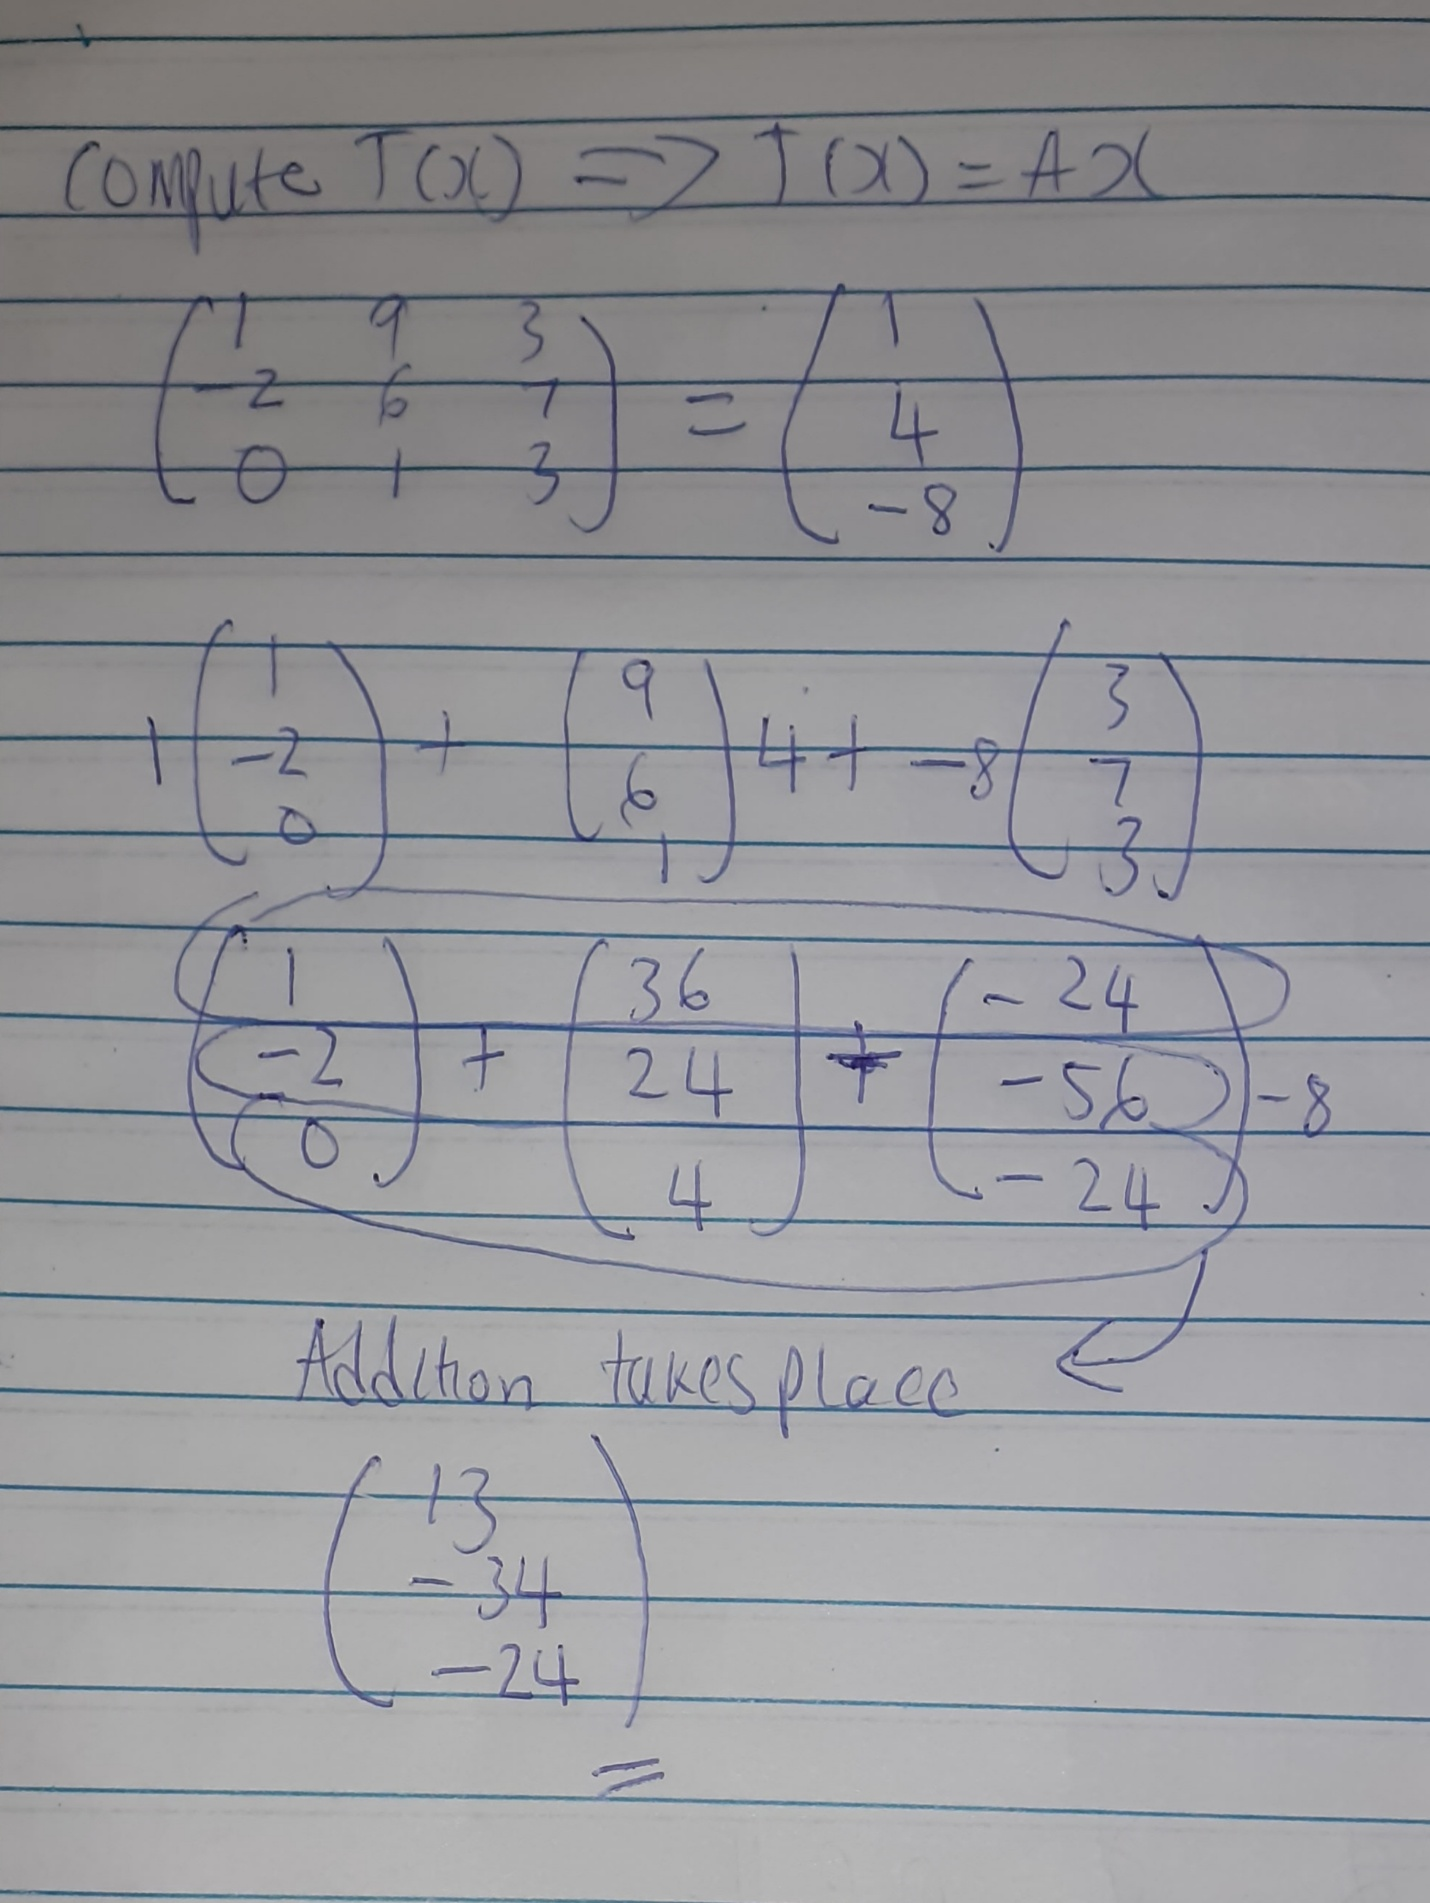 Compute T(x) => T(x) = Ax
( 1 9 3 ) = ( 1 )
( -2 6 7 ) ( 4 )
( 0 1 3 ) ( -8 )
1 ( 1 ) + ( 9 ) 4 + -8 ( 3 )
( -2 ) ( 6 ) ( 7 )
( 0 ) ( 1 ) ( 3 )
( 1 ) + ( 36 ) + ( -24 )
( -2 ) ( 24 ) ( -56 ) -8
( 0 ) ( 4 ) ( -24 )
Addition takes place
( 13 )
( -34 )
( -24 )
=